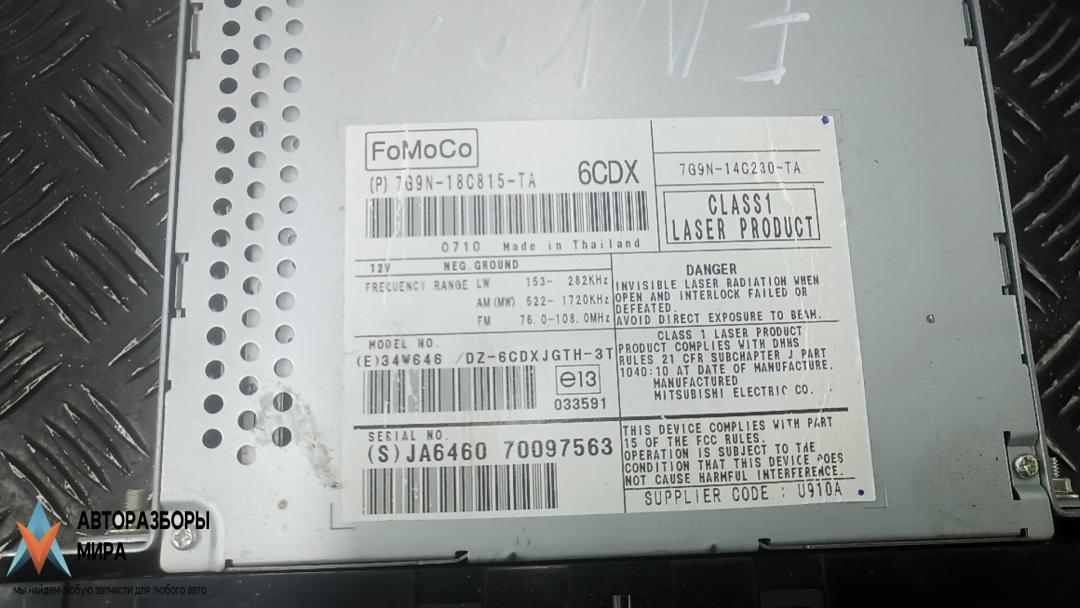 FoMoCo
(P) 7G9N-18C815-TA
6CDX
7G9N-14C230-TA
CLASS1
LASER PRODUCT
0710 Made in Thailand
12V NEG.GROUND
FREQUENCY RANGE LW 153- 282KHz
AM(MW) 522- 1720KHz
FM 76.0-108.0MHz
DANGER
INVISIBLE LASER RADIATION WHEN
OPEN AND INTERLOCK FAILED OR
DEFEATED.
AVOID DIRECT EXPOSURE TO BEAM.
MODEL NO.
(E)34W646 /DZ-6CDXJGTH-3T
e13
033591
CLASS 1 LASER PRODUCT
PRODUCT COMPLIES WITH DHHS
RULES 21 CFR SUBCHAPTER J PART
1040:10 AT DATE OF MANUFACTURE.
MANUFACTURED
MITSUBISHI ELECTRIC CO.
SERIAL NO.
(S)JA6460 70097563
THIS DEVICE COMPLIES WITH PART
15 OF THE FCC RULES.
OPERATION IS SUBJECT TO THE
CONDITION THAT THIS DEVICE DOES
NOT CAUSE HARMFUL INTERFERENCE.
SUPPLIER CODE : U910A
АВТОРАЗБОРЫ
МИРА
мы найдем любую запчасти для любого авто